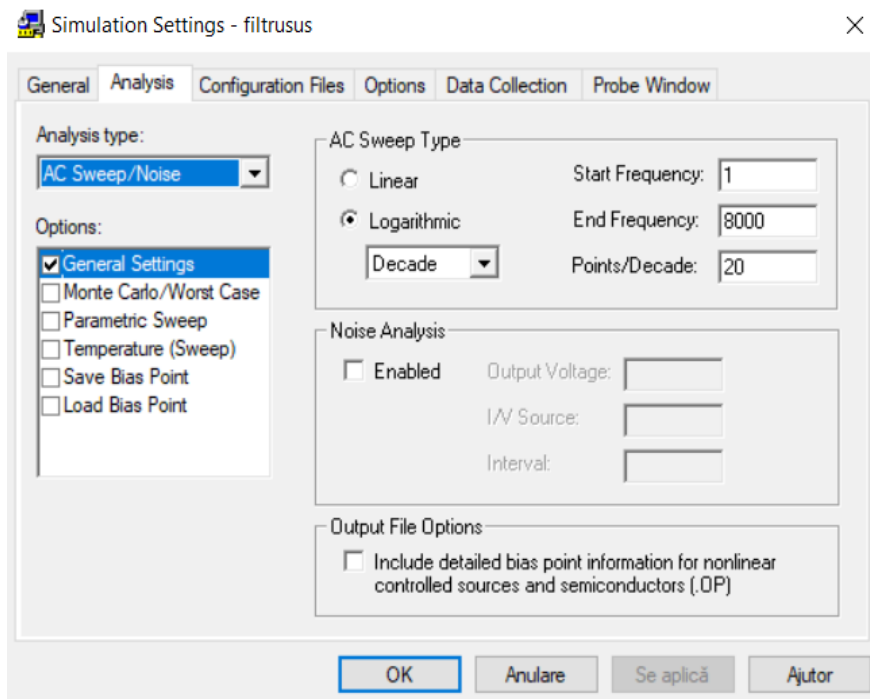 Simulation Settings - filtrusus
General Analysis Configuration Files Options Data Collection Probe Window
Analysis type:
AC Sweep/Noise
Options:
General Settings
Monte Carlo/Worst Case
Parametric Sweep
Temperature (Sweep)
Save Bias Point
Load Bias Point
AC Sweep Type
Linear
Logarithmic
Decade
Start Frequency: 1
End Frequency: 8000
Points/Decade: 20
Noise Analysis
Enabled
Output Voltage:
I/V Source:
Interval:
Output File Options
Include detailed bias point information for nonlinear
controlled sources and semiconductors (.OP)
OK Anulare Se aplică Ajutor